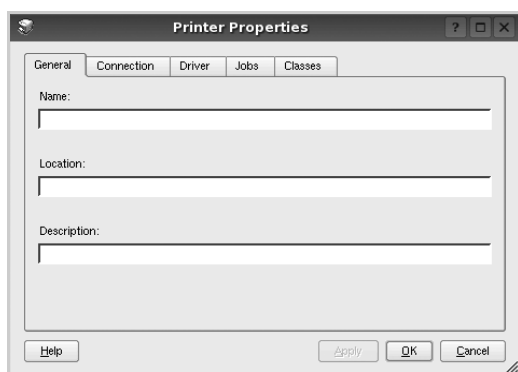 Printer Properties ?
General Connection Driver Jobs Classes
Name:
Location:
Description:
Help Apply OK Cancel